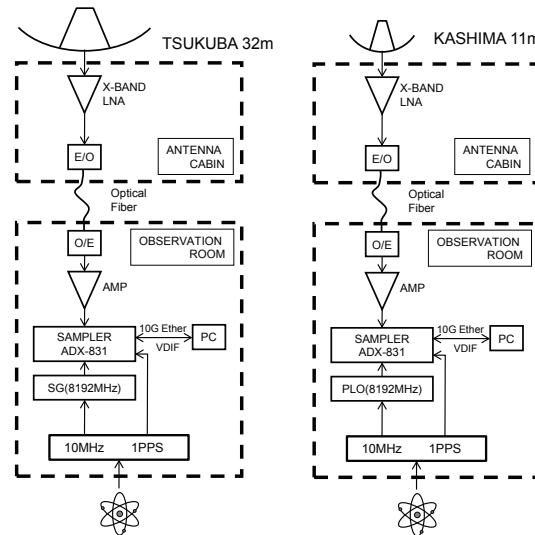 TSUKUBA 32m
X-BAND
LNA
E/O
ANTENNA
CABIN
Optical
Fiber
O/E
OBSERVATION
ROOM
AMP
SAMPLER
ADX-831
10G Ether
VDIF
PC
SG(8192MHz)
10MHz 1PPS
KASHIMA 11m
X-BAND
LNA
E/O
ANTENNA
CABIN
Optical
Fiber
O/E
OBSERVATION
ROOM
AMP
SAMPLER
ADX-831
10G Ether
VDIF
PC
PLO(8192MHz)
10MHz 1PPS